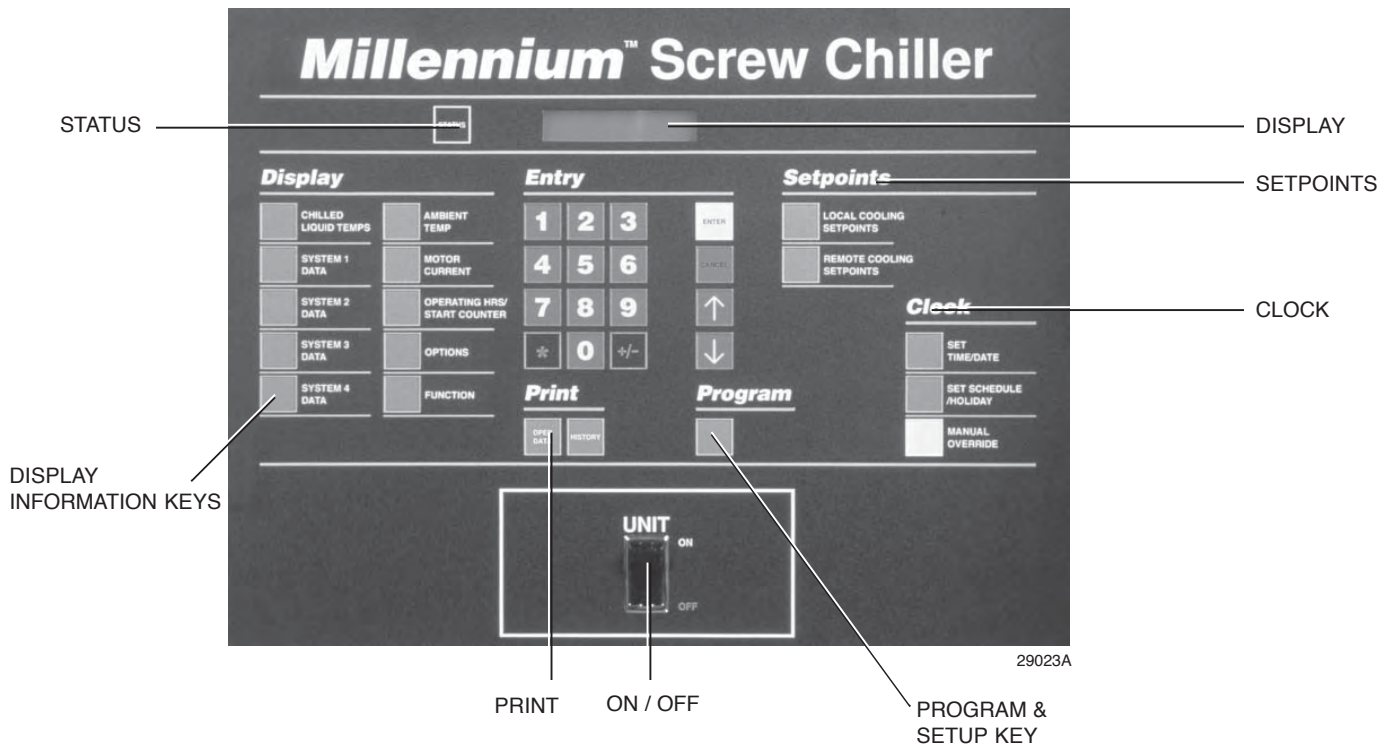 Millennium™ Screw Chiller
STATUS
STATUS
DISPLAY
SETPOINTS
Display
Entry
Setpoints
CHILLED
LIQUID TEMPS
AMBIENT
TEMP
1 2 3
ENTER
LOCAL COOLING
SETPOINTS
SYSTEM 1
DATA
MOTOR
CURRENT
4 5 6
CANCEL
REMOTE COOLING
SETPOINTS
SYSTEM 2
DATA
OPERATING HRS/
START COUNTER
7 8 9
↑
Clock
CLOCK
SYSTEM 3
DATA
OPTIONS
* 0 +/-
↓
SET
TIME/DATE
SYSTEM 4
DATA
FUNCTION
Print
Program
SET SCHEDULE
/HOLIDAY
OPER
DATA
HISTORY
MANUAL
OVERRIDE
DISPLAY
INFORMATION KEYS
UNIT
ON
OFF
29023A
PRINT
ON / OFF
PROGRAM &
SETUP KEY